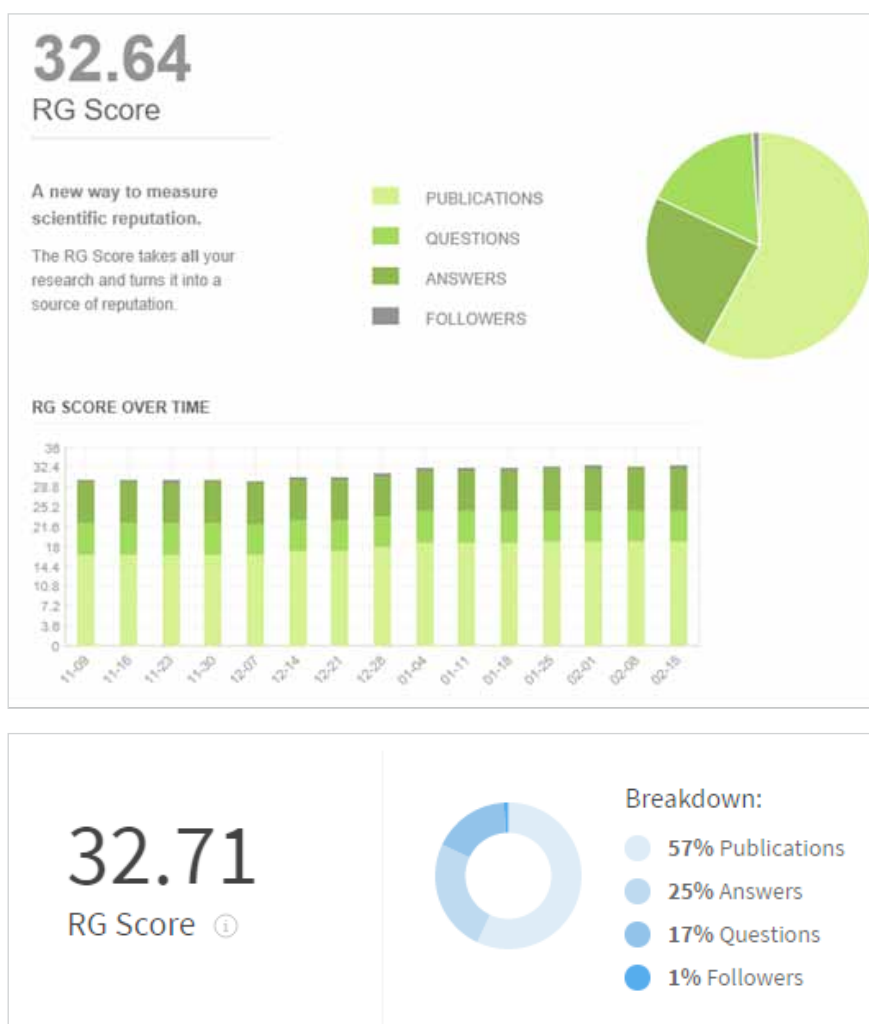 32.64
RG Score
A new way to measure
scientific reputation.
The RG Score takes all your
research and turns it into a
source of reputation.
PUBLICATIONS
QUESTIONS
ANSWERS
FOLLOWERS
RG SCORE OVER TIME
36
32.4
28.8
25.2
21.6
18
14.4
10.8
7.2
3.6
0
11-09 11-16 11-23 11-30 12-07 12-14 12-21 12-28 01-04 01-11 01-18 01-25 02-01 02-08 02-15
32.71
RG Score
Breakdown:
57% Publications
25% Answers
17% Questions
1% Followers